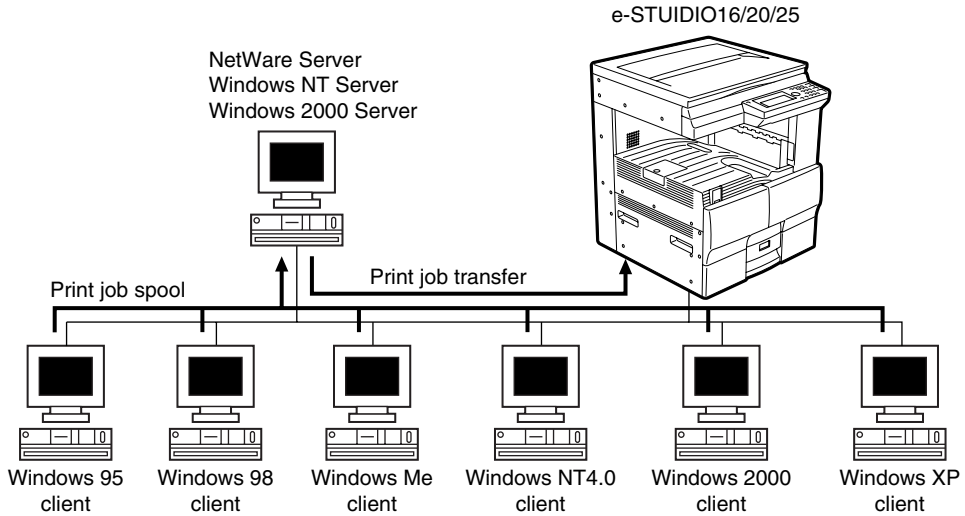 e-STUIDIO16/20/25
NetWare Server
Windows NT Server
Windows 2000 Server
Print job transfer
Print job spool
Windows 95
client
Windows 98
client
Windows Me
client
Windows NT4.0
client
Windows 2000
client
Windows XP
client